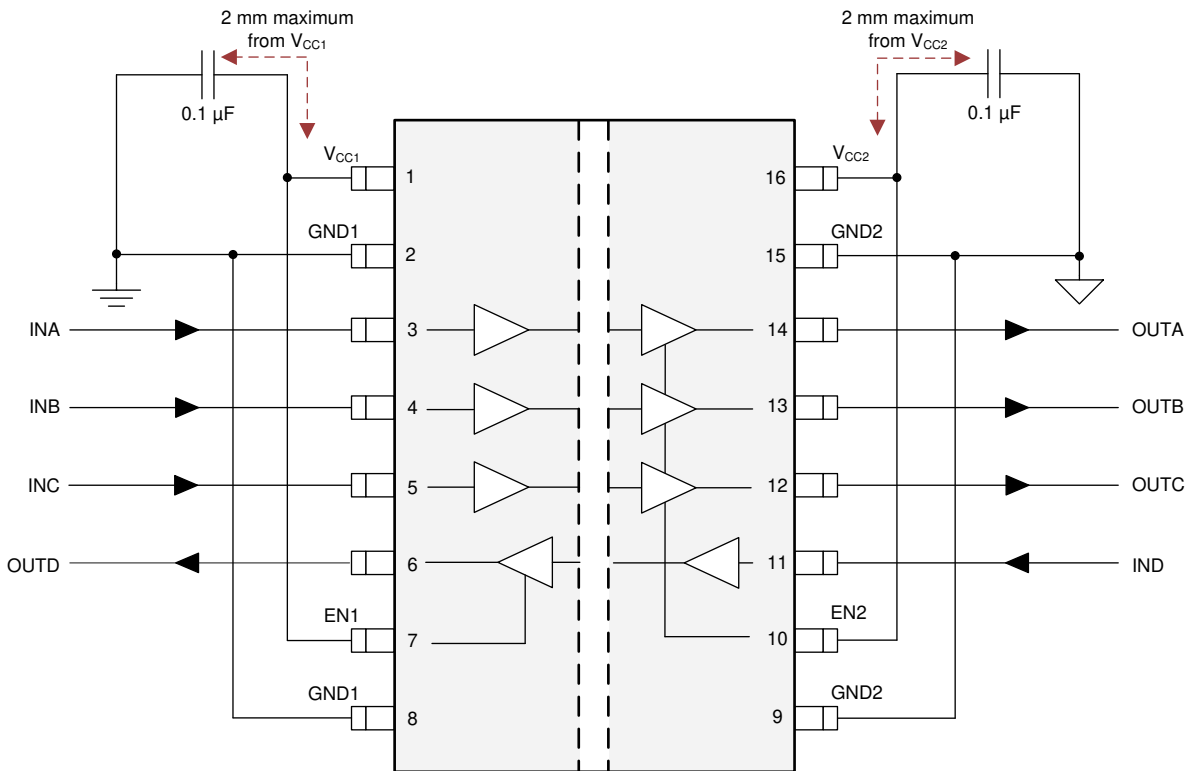 2 mm maximum
from VCC1
2 mm maximum
from VCC2
0.1 µF
0.1 µF
VCC1
1
16
VCC2
GND1
2
15
GND2
INA
3
14
OUTA
INB
4
13
OUTB
INC
5
12
OUTC
OUTD
6
11
IND
EN1
7
10
EN2
GND1
8
9
GND2